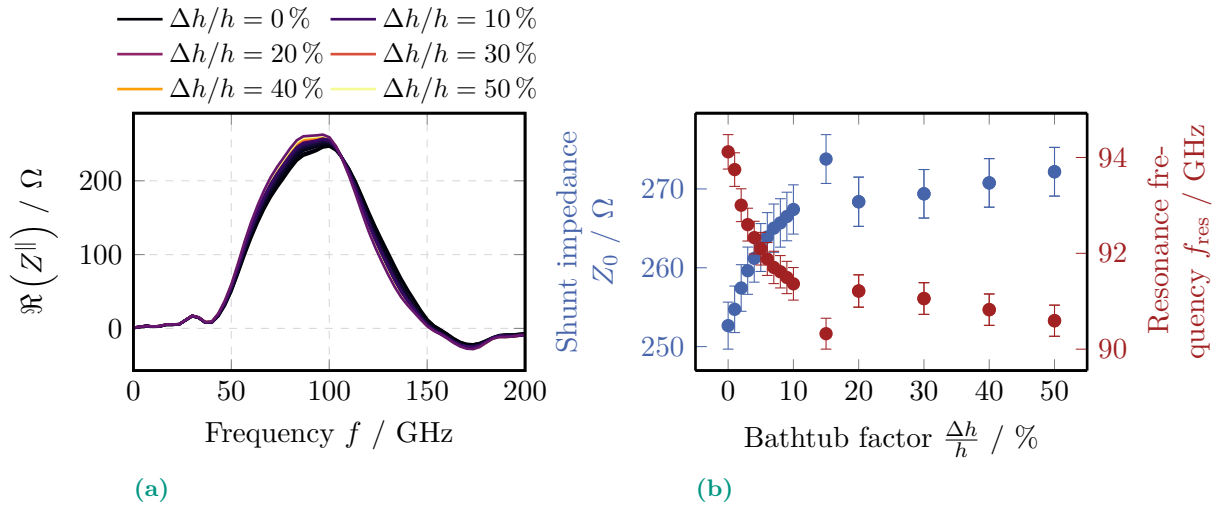 Δh/h = 0 % Δh/h = 10 %
Δh/h = 20 % Δh/h = 30 %
Δh/h = 40 % Δh/h = 50 %
ℜ(Z∥) / Ω
200
100
0
0 50 100 150 200
Frequency f / GHz
(a)
Shunt impedance
Z0 / Ω
270
260
250
0 10 20 30 40 50
Bathtub factor Δh/h / %
94
92
90
Resonance fre-
quency fres / GHz
(b)